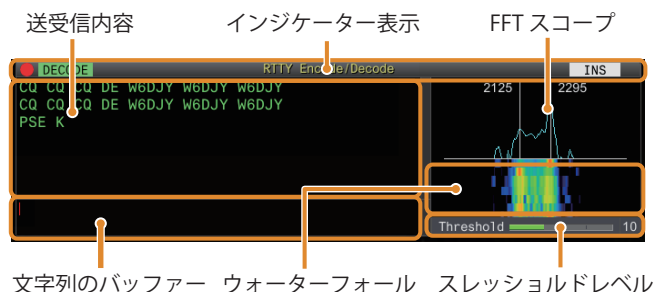 送受信内容 インジケーター表示 FFT スコープ
DECODE RTTY Encode/Decode INS
CQ CQ CQ DE W6DJY W6DJY W6DJY
CQ CQ CQ DE W6DJY W6DJY W6DJY
PSE K
2125 2295
Threshold 10
文字列のバッファー ウォーターフォール スレッショルドレベル